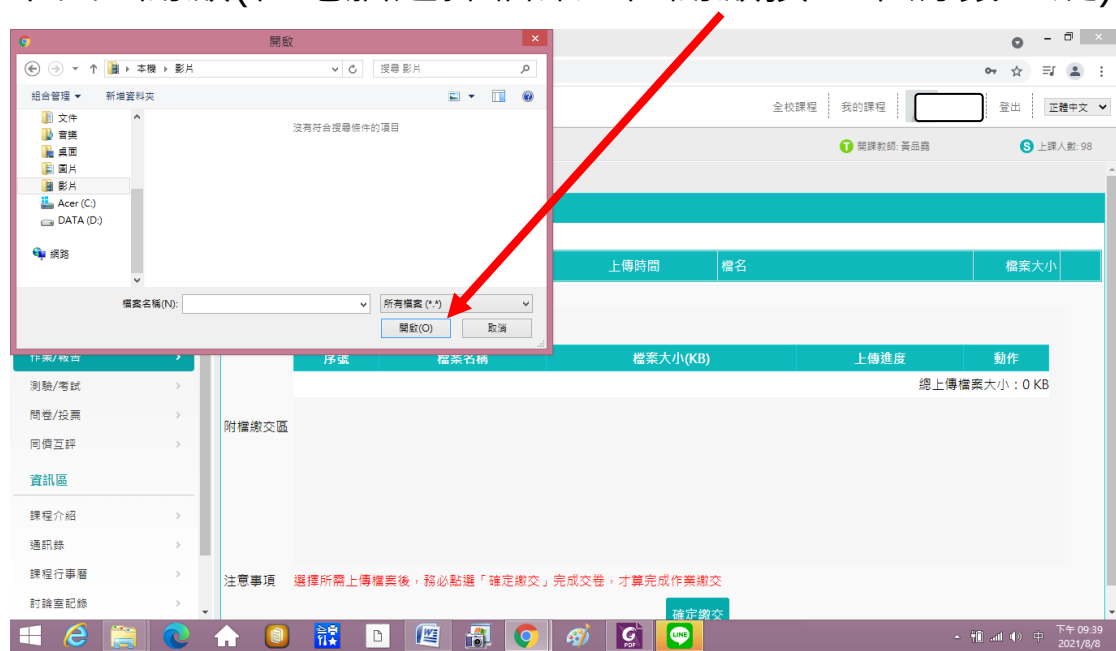 開啟
本機 ▸ 影片
搜尋 影片
組合管理 新增資料夾
文件
音樂
桌面
圖片
影片
Acer (C:)
DATA (D:)
網路
沒有符合搜尋條件的項目
檔案名稱(N):
所有檔案 (*.*)
開啟(O) 取消
全校課程 我的課程 登出 正體中文
T 開課教師: 黃品堯
S 上課人數: 98
上傳時間 檔名 檔案大小
作業/報告
測驗/考試
問卷/投票
同儕互評
資訊區
課程介紹
通訊錄
課程行事曆
討論室記錄
序號 檔案名稱 檔案大小(KB) 上傳進度 動作
總上傳檔案大小：0 KB
附檔繳交區
注意事項 選擇所需上傳檔案後，務必點選「確定繳交」完成交卷，才算完成作業繳交
確定繳交
LINE
PDF
中
下午 09:39
2021/8/8